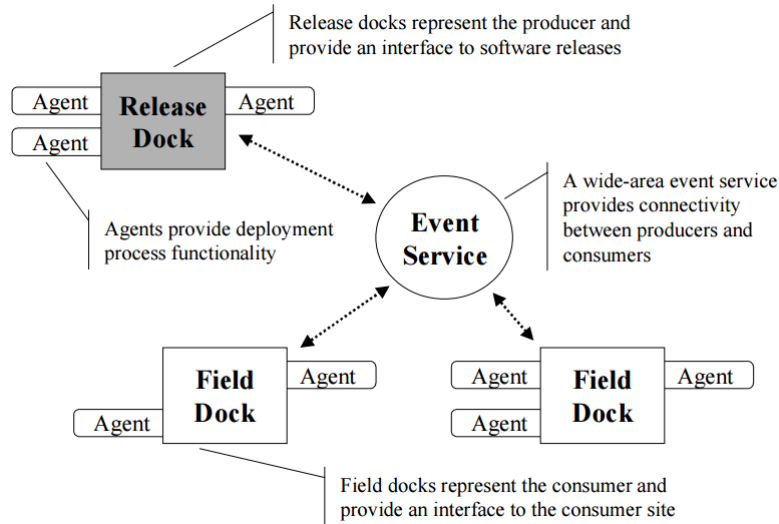 Release docks represent the producer and
provide an interface to software releases
Agent
Release
Dock
Agent
Agent
Agents provide deployment
process functionality
Event
Service
A wide-area event service
provides connectivity
between producers and
consumers
Field
Dock
Agent
Agent
Agent
Field
Dock
Agent
Agent
Field docks represent the consumer and
provide an interface to the consumer site